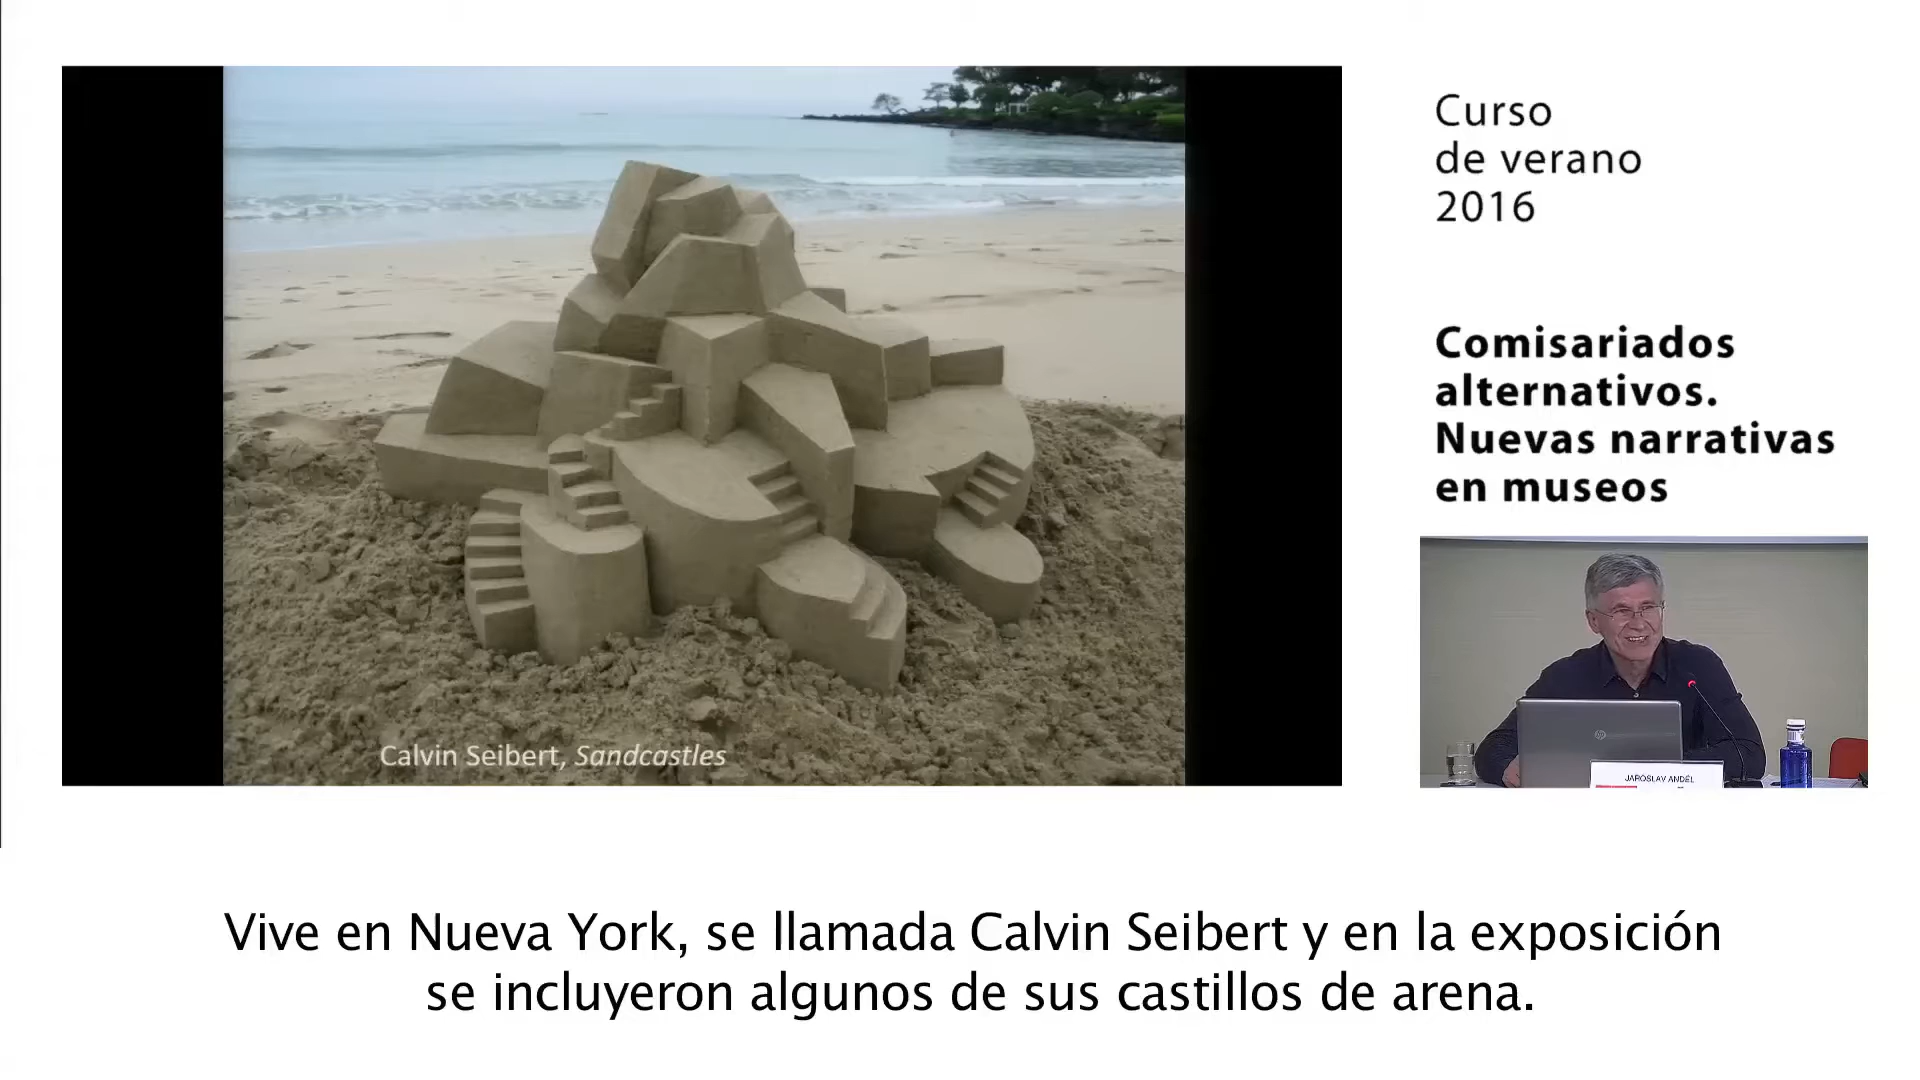 Curso
de verano
2016
Comisariados
alternativos.
Nuevas narrativas
en museos
Calvin Seibert, Sandcastles
JAROSLAV ANDĚL
Vive en Nueva York, se llamada Calvin Seibert y en la exposición
se incluyeron algunos de sus castillos de arena.